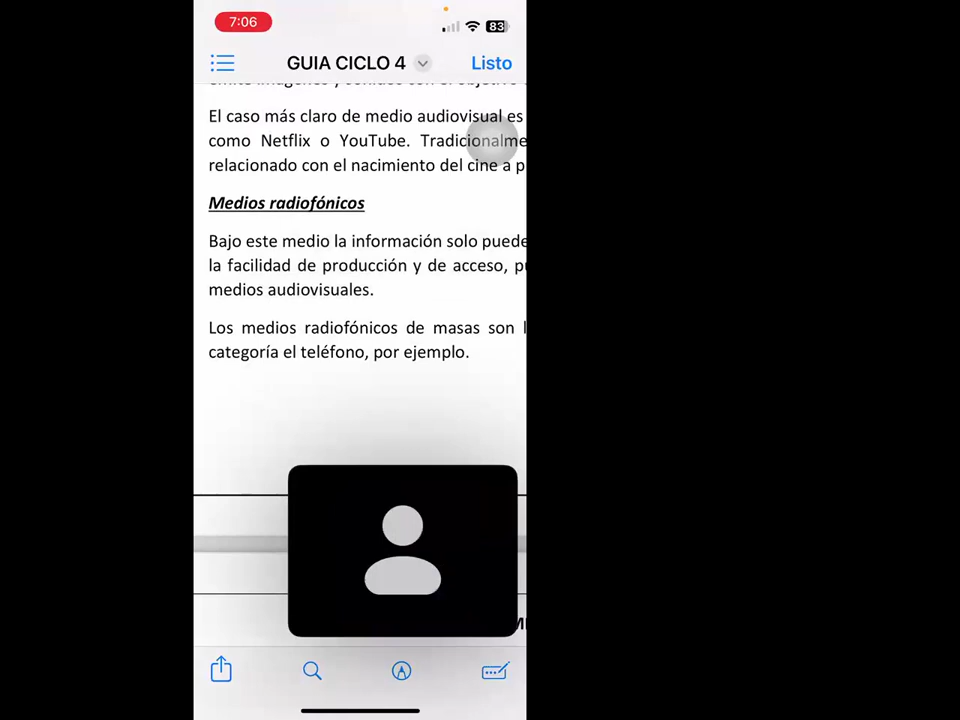 7:06
83
GUIA CICLO 4
Listo
El caso más claro de medio audiovisual es
como Netflix o YouTube.
relacionado con el nacimiento del cine a
Medios radiofónicos
Bajo este medio la información solo
la facilidad de producción y de acceso,
medios audiovisuales.
Los medios radiofónicos de masas son
categoría el teléfono, por ejemplo.